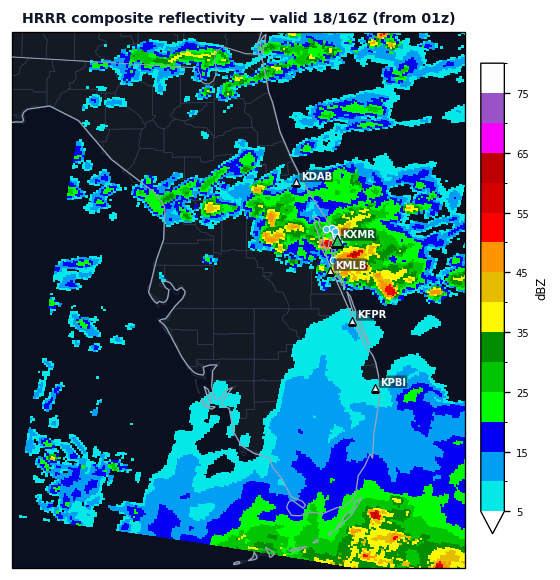 HRRR composite reflectivity — valid 18/16Z (from 01z)
75
65
55
45
35
25
15
5
dBZ
KDAB
KXMR
KMLB
KFPR
KPBI